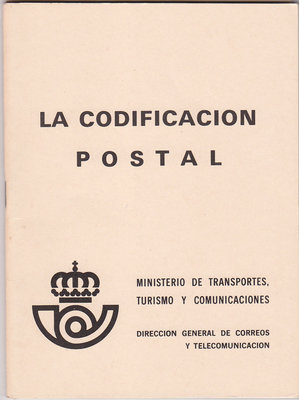 LA CODIFICACION
POSTAL
MINISTERIO DE TRANSPORTES,
TURISMO Y COMUNICACIONES
DIRECCION GENERAL DE CORREOS
Y TELECOMUNICACION